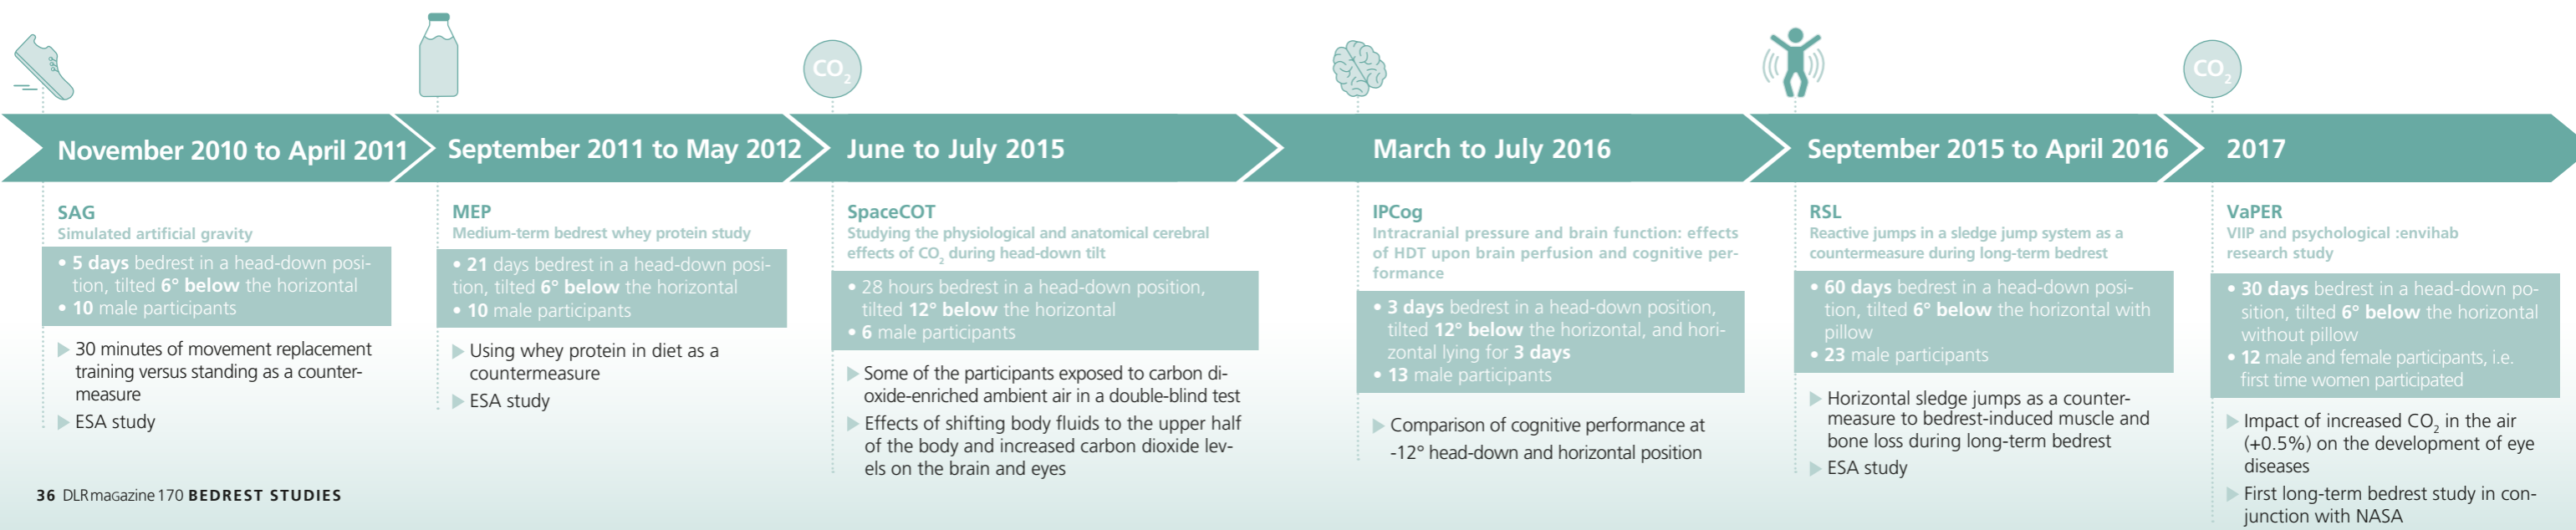 CO2
CO2
November 2010 to April 2011
September 2011 to May 2012
June to July 2015
March to July 2016
September 2015 to April 2016
2017
SAG
Simulated artificial gravity
• 5 days bedrest in a head-down posi-
tion, tilted 6° below the horizontal
• 10 male participants
30 minutes of movement replacement
training versus standing as a counter-
measure
ESA study
MEP
Medium-term bedrest whey protein study
• 21 days bedrest in a head-down posi-
tion, tilted 6° below the horizontal
• 10 male participants
Using whey protein in diet as a
countermeasure
ESA study
SpaceCOT
Studying the physiological and anatomical cerebral
effects of CO2 during head-down tilt
• 28 hours bedrest in a head-down position,
tilted 12° below the horizontal
• 6 male participants
Some of the participants exposed to carbon di-
oxide-enriched ambient air in a double-blind test
Effects of shifting body fluids to the upper half
of the body and increased carbon dioxide lev-
els on the brain and eyes
IPCog
Intracranial pressure and brain function: effects
of HDT upon brain perfusion and cognitive per-
formance
• 3 days bedrest in a head-down position,
tilted 12° below the horizontal, and hori-
zontal lying for 3 days
• 13 male participants
Comparison of cognitive performance at
-12° head-down and horizontal position
RSL
Reactive jumps in a sledge jump system as a
countermeasure during long-term bedrest
• 60 days bedrest in a head-down posi-
tion, tilted 6° below the horizontal with
pillow
• 23 male participants
Horizontal sledge jumps as a counter-
measure to bedrest-induced muscle and
bone loss during long-term bedrest
ESA study
VaPER
VIIP and psychological :envihab
research study
• 30 days bedrest in a head-down po-
sition, tilted 6° below the horizontal
without pillow
• 12 male and female participants, i.e.
first time women participated
Impact of increased CO2 in the air
(+0.5%) on the development of eye
diseases
First long-term bedrest study in con-
junction with NASA
36 DLRmagazine 170 BEDREST STUDIES